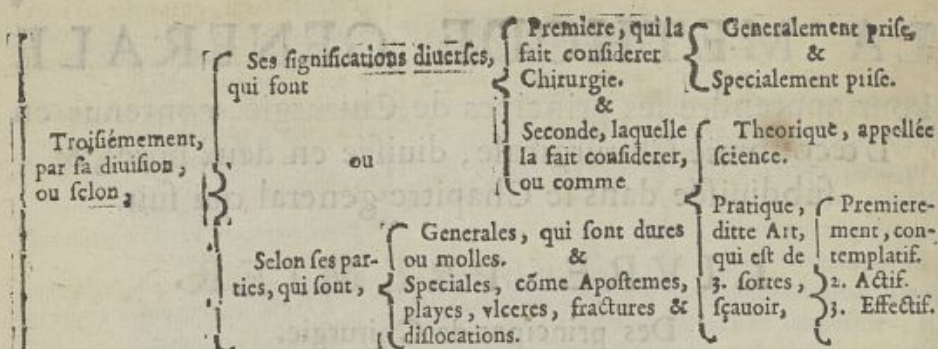 Troisiémement,
par sa diuision,
ou selon,
Ses significations diuerses,
qui sont
ou
Premiere, qui la
fait considerer
Chirurgie.
&
Seconde, laquelle
la fait considerer,
ou comme
Generalement prise,
&
Specialement prise.
Theorique, appellée
science.
Pratique,
ditte Art,
qui est de
3. sortes,
sçauoir,
Premiere-
ment, con-
templatif.
2. Actif.
3. Effectif.
Selon ses par-
ties, qui sont,
Generales, qui sont dures
ou molles.
&
Speciales, cõme Apostemes,
playes, vlceres, fractures &
dislocations.